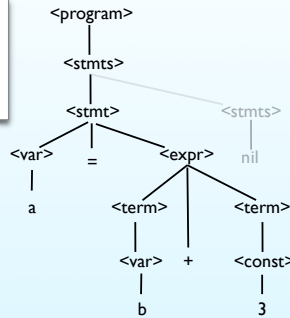 <program>
<stmts>
<stmt> <stmts>
<var> = <expr> nil
a <term> <term>
<var> + <const>
b 3